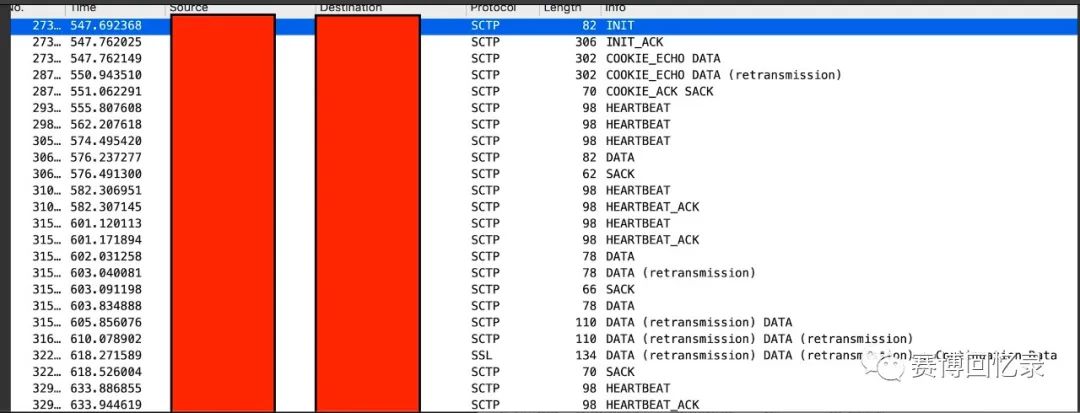 No. Time Source Destination Protocol Length Info
273… 547.692368 SCTP 82 INIT
273… 547.762025 SCTP 306 INIT_ACK
273… 547.762149 SCTP 302 COOKIE_ECHO DATA
287… 550.943510 SCTP 302 COOKIE_ECHO DATA (retransmission)
287… 551.062291 SCTP 70 COOKIE_ACK SACK
293… 555.807608 SCTP 98 HEARTBEAT
298… 562.207618 SCTP 98 HEARTBEAT
305… 574.495420 SCTP 98 HEARTBEAT
306… 576.237277 SCTP 82 DATA
306… 576.491300 SCTP 62 SACK
310… 582.306951 SCTP 98 HEARTBEAT
310… 582.307145 SCTP 98 HEARTBEAT_ACK
315… 601.120113 SCTP 98 HEARTBEAT
315… 601.171894 SCTP 98 HEARTBEAT_ACK
315… 602.031258 SCTP 78 DATA
315… 603.040081 SCTP 78 DATA (retransmission)
315… 603.091198 SCTP 66 SACK
315… 603.834888 SCTP 78 DATA
315… 605.856076 SCTP 110 DATA (retransmission) DATA
316… 610.078902 SCTP 110 DATA (retransmission) DATA (retransmission)
322… 618.271589 SSL 134 DATA (retransmission) DATA (retransmission) Continuation Data
322… 618.526004 SCTP 70 SACK
329… 633.886855 SCTP 98 HEARTBEAT
329… 633.944619 SCTP 98 HEARTBEAT_ACK
赛博回忆录